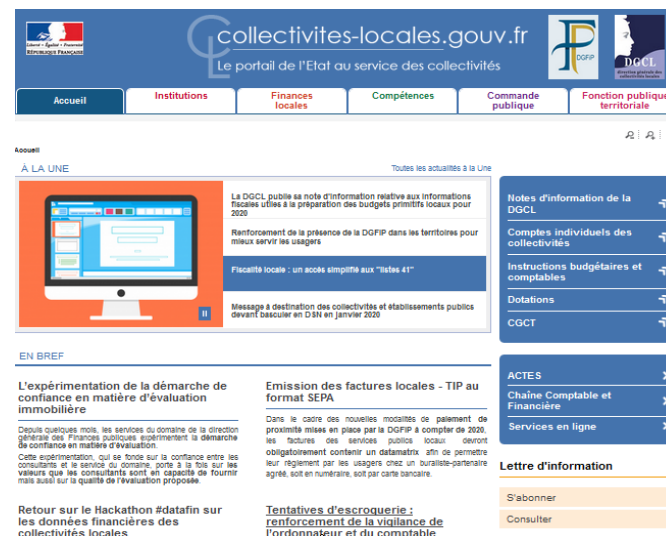 Liberté • Égalité • Fraternité
RÉPUBLIQUE FRANÇAISE
collectivites-locales.gouv.fr
Le portail de l'Etat au service des collectivités
DGFiP
DGCL
direction générale des
collectivités locales
Accueil
Institutions
Finances
locales
Compétences
Commande
publique
Fonction publique
territoriale
Accueil
À LA UNE
Toutes les actualités à la Une
La DGCL publie sa note d'information relative aux informations
fiscales utiles à la préparation des budgets primitifs locaux pour
2020
Renforcement de la présence de la DGFIP dans les territoires pour
mieux servir les usagers
Fiscalité locale : un accès simplifié aux "listes 41"
Message à destination des collectivités et établissements publics
devant basculer en DSN en janvier 2020
Notes d'information de la
DGCL
Comptes individuels des
collectivités
Instructions budgétaires et
comptables
Dotations
CGCT
EN BREF
L'expérimentation de la démarche de
confiance en matière d'évaluation
immobilière
Depuis quelques mois, les services du domaine de la direction
générale des Finances publiques expérimentent la démarche
de confiance en matière d'évaluation.
Cette expérimentation, qui se fonde sur la confiance entre les
consultants et le service du domaine, porte à la fois sur les
valeurs que les consultants sont en capacité de fournir
mais aussi sur la qualité de l'évaluation proposée.
Emission des factures locales - TIP au
format SEPA
Dans le cadre des nouvelles modalités de paiement de
proximité mises en place par la DGFIP à compter de 2020,
les factures des services publics locaux devront
obligatoirement contenir un datamatrix afin de permettre
leur règlement par les usagers chez un buraliste-partenaire
agréé, soit en numéraire, soit par carte bancaire.
ACTES
Chaîne Comptable et
Financière
Services en ligne
Lettre d'information
S'abonner
Consulter
Retour sur le Hackathon #datafin sur
les données financières des
collectivités locales
Tentatives d'escroquerie :
renforcement de la vigilance de
l'ordonnateur et du comptable